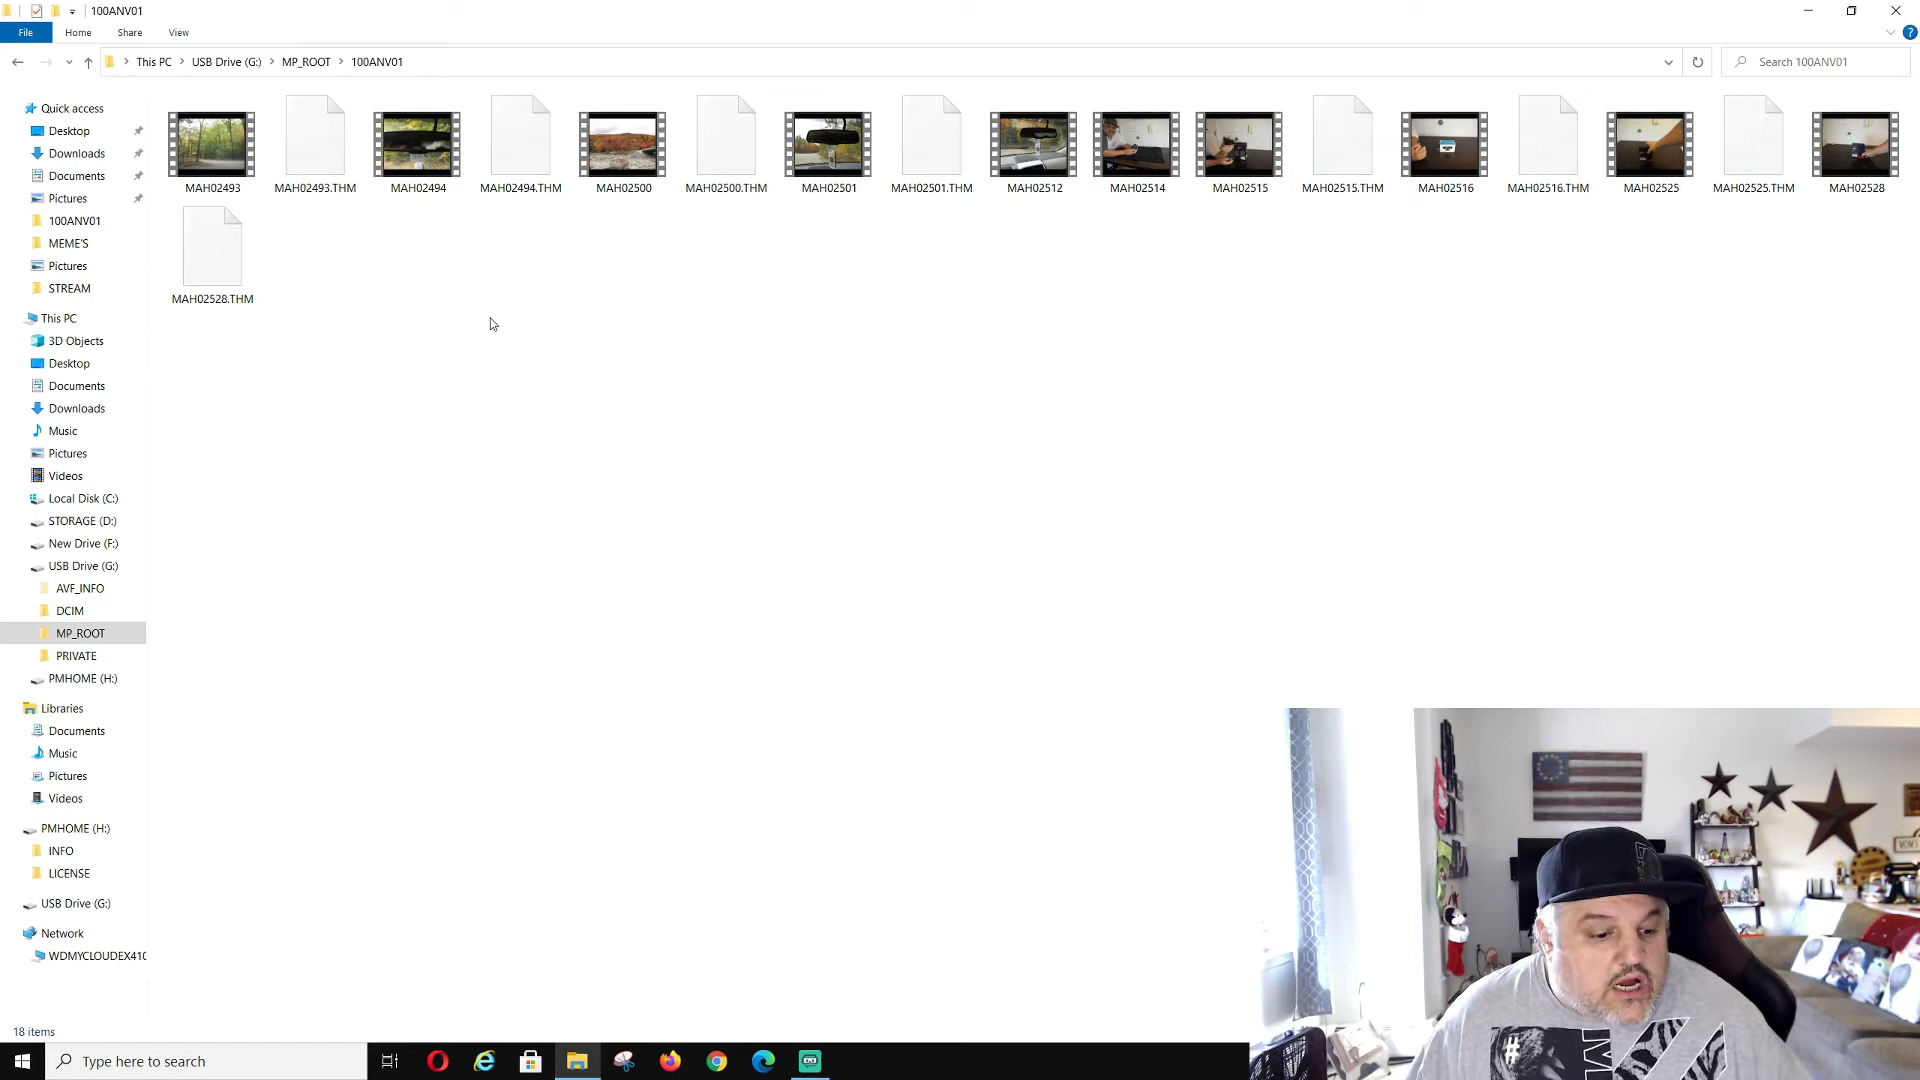 100ANV01
File Home Share View
This PC USB Drive (G:) MP_ROOT 100ANV01
Search 100ANV01
Quick access
Desktop
Downloads
Documents
Pictures
100ANV01
MEME'S
Pictures
STREAM
This PC
3D Objects
Desktop
Documents
Downloads
Music
Pictures
Videos
Local Disk (C:)
STORAGE (D:)
New Drive (F:)
USB Drive (G:)
AVF_INFO
DCIM
MP_ROOT
PRIVATE
PMHOME (H:)
Libraries
Documents
Music
Pictures
Videos
PMHOME (H:)
INFO
LICENSE
USB Drive (G:)
Network
WDMYCLOUDEX410
MAH02493 MAH02493.THM MAH02494 MAH02494.THM MAH02500 MAH02500.THM MAH02501 MAH02501.THM MAH02512 MAH02514 MAH02515 MAH02515.THM MAH02516 MAH02516.THM MAH02525 MAH02525.THM MAH02528
MAH02528.THM
18 items
Type here to search
#